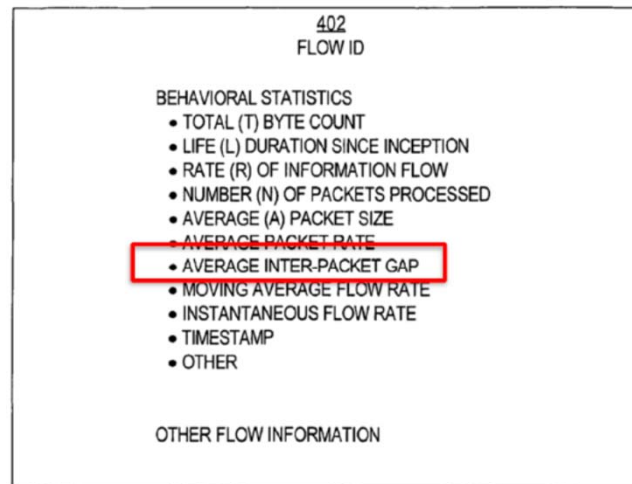 402
FLOW ID
BEHAVIORAL STATISTICS
• TOTAL (T) BYTE COUNT
• LIFE (L) DURATION SINCE INCEPTION
• RATE (R) OF INFORMATION FLOW
• NUMBER (N) OF PACKETS PROCESSED
• AVERAGE (A) PACKET SIZE
• AVERAGE PACKET RATE
• AVERAGE INTER-PACKET GAP
• MOVING AVERAGE FLOW RATE
• INSTANTANEOUS FLOW RATE
• TIMESTAMP
• OTHER
OTHER FLOW INFORMATION